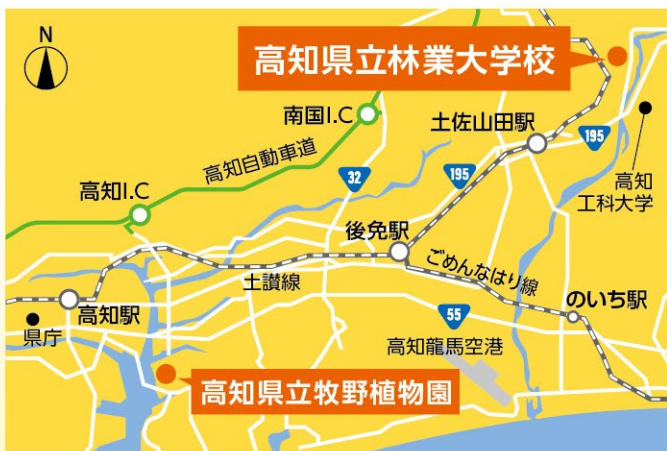 N
高知県立林業大学校
南国I.C
土佐山田駅
195
高知自動車道
32
195
高知
工科大学
高知I.C
後免駅
ごめんなはり線
土讃線
のいち駅
高知駅
55
県庁
高知龍馬空港
高知県立牧野植物園